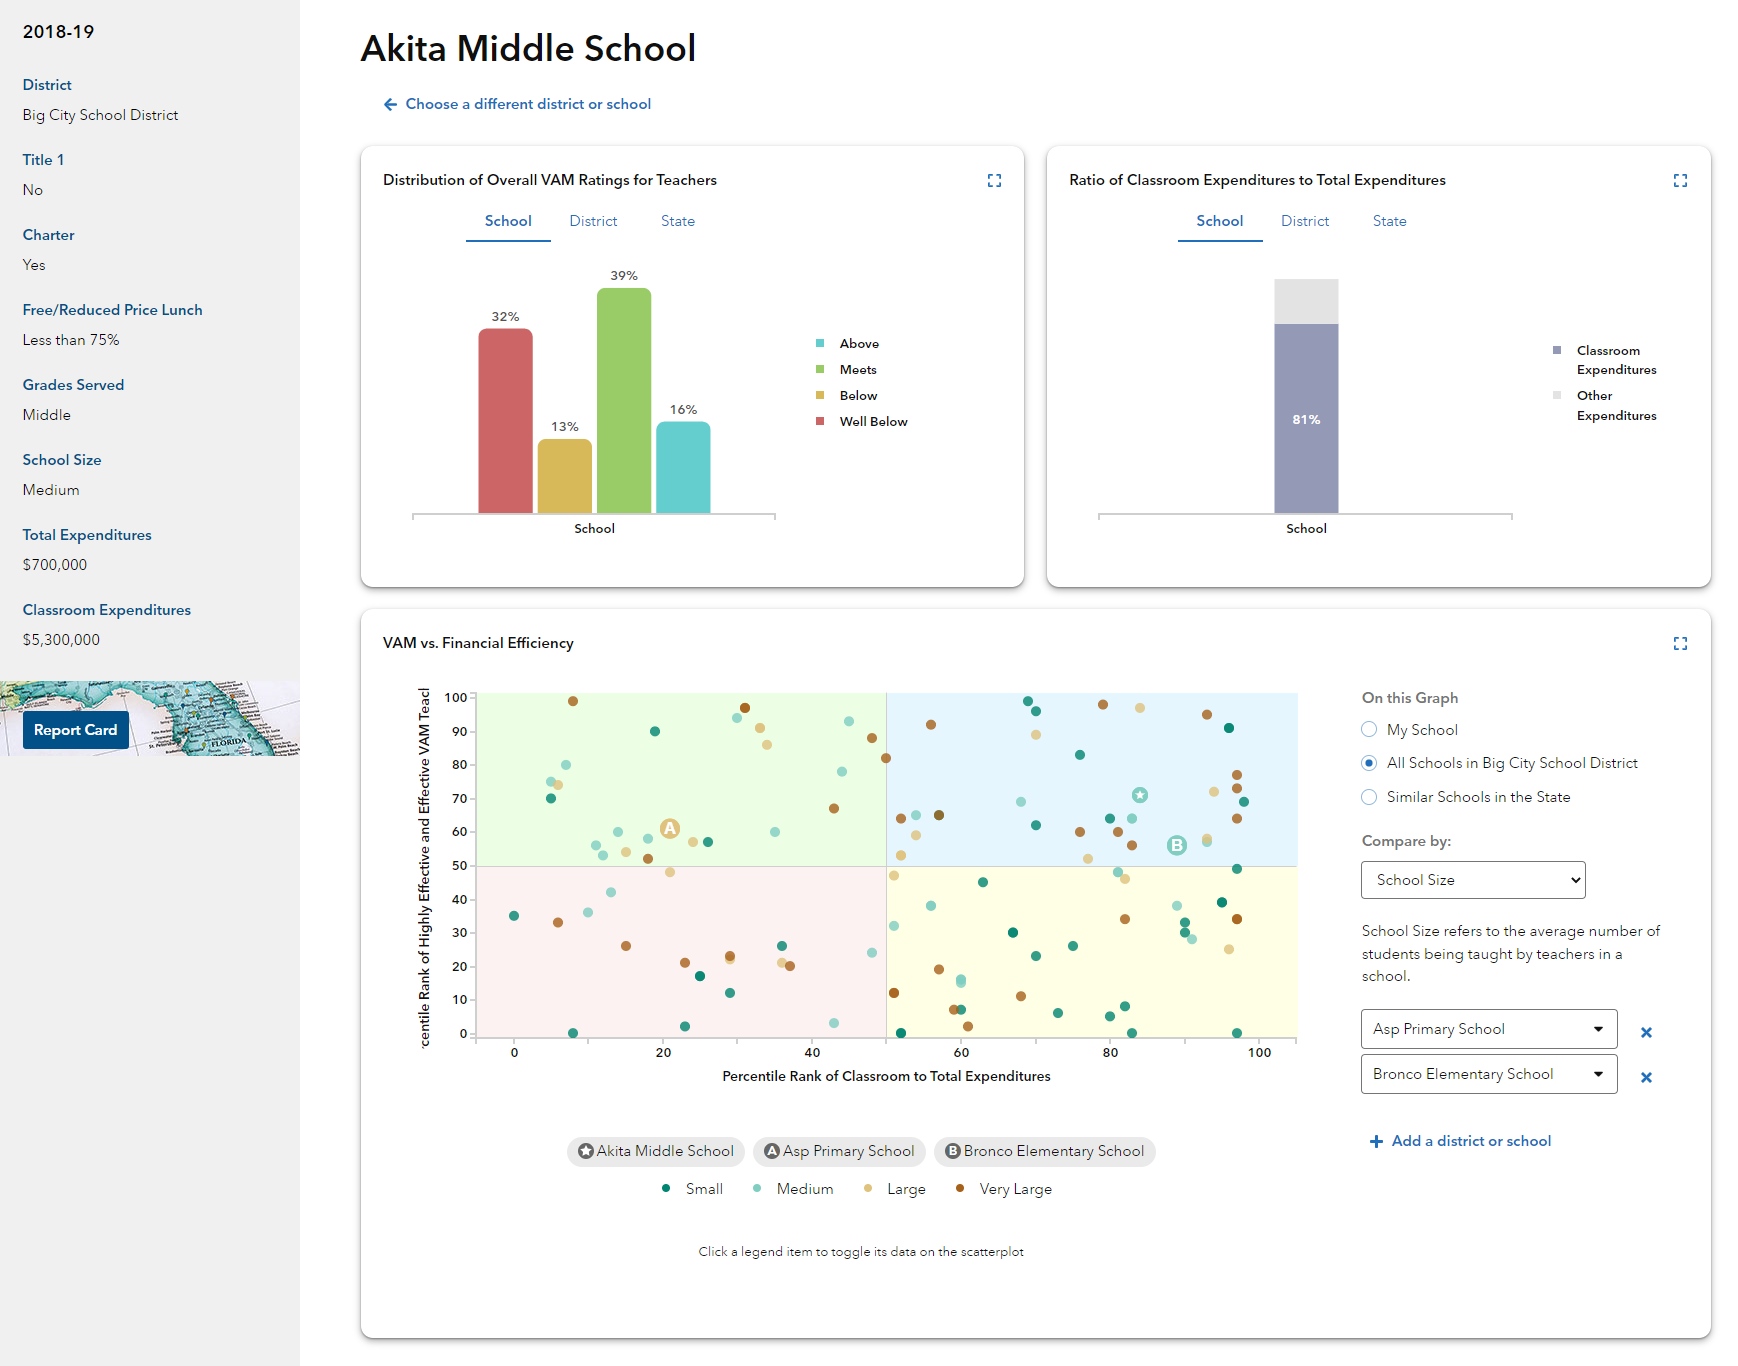 2018-19
District
Big City School District
Title 1
No
Charter
Yes
Free/Reduced Price Lunch
Less than 75%
Grades Served
Middle
School Size
Medium
Total Expenditures
$700,000
Classroom Expenditures
$5,300,000
Report Card
FLORIDA
Akita Middle School
Choose a different district or school
Distribution of Overall VAM Ratings for Teachers
School District State
39%
32%
16%
13%
School
Above
Meets
Below
Well Below
Ratio of Classroom Expenditures to Total Expenditures
School District State
81%
School
Classroom
Expenditures
Other
Expenditures
VAM vs. Financial Efficiency
centile Rank of Highly Effective and Effective VAM Teacl
100
90
80
70
60
50
40
30
20
10
0
A
B
0 20 40 60 80 100
Percentile Rank of Classroom to Total Expenditures
Akita Middle School A Asp Primary School B Bronco Elementary School
Small Medium Large Very Large
Click a legend item to toggle its data on the scatterplot
On this Graph
My School
All Schools in Big City School District
Similar Schools in the State
Compare by:
School Size
School Size refers to the average number of
students being taught by teachers in a
school.
Asp Primary School
Bronco Elementary School
Add a district or school